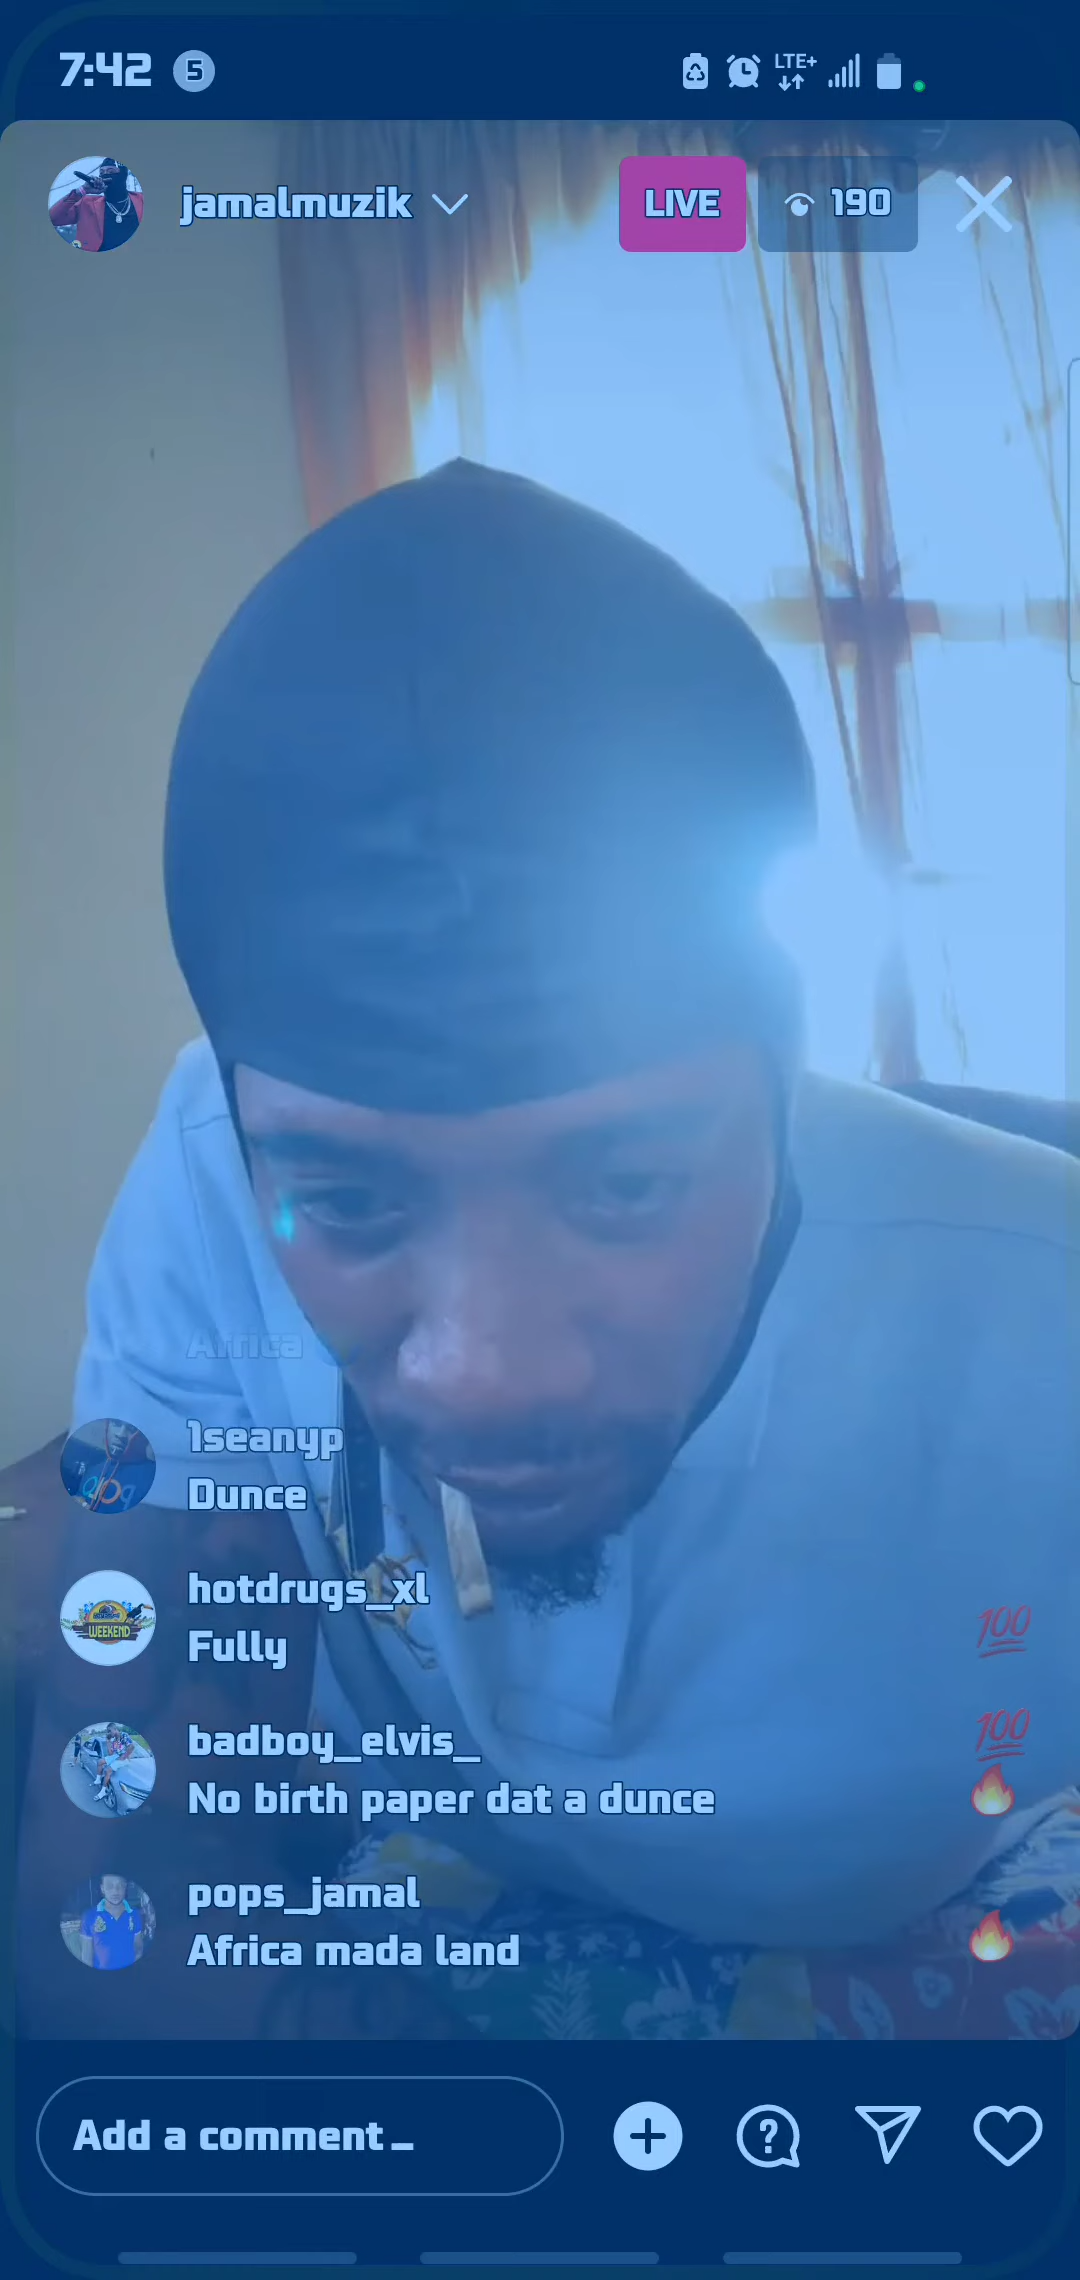 7:42 5 LTE+
jamalmuzik LIVE 190
Africa
1seanyp
Dunce
hotdrugs_xl
Fully
100
badboy_elvis_
100
No birth paper dat a dunce
pops_jamal
Africa mada land
Add a comment
WEEKEND